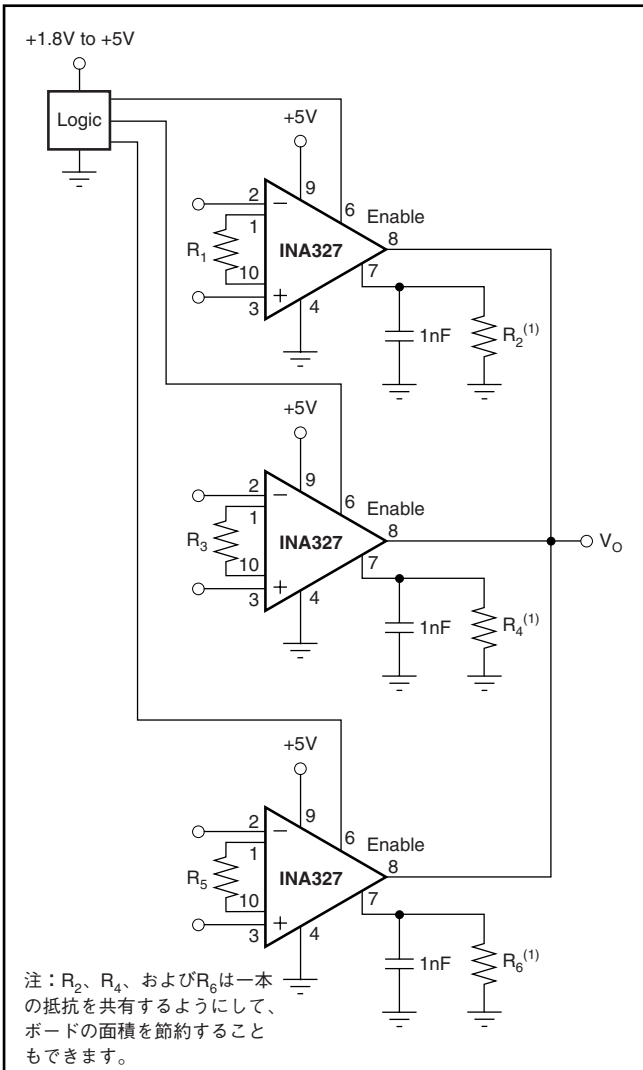 +1.8V to +5V
Logic
+5V
9
2
−
6
Enable
1
8
R1
INA327
7
10
+
3
4
1nF
R2(1)
+5V
9
2
−
6
Enable
1
8
R3
INA327
VO
7
10
+
3
4
1nF
R4(1)
+5V
9
2
−
6
Enable
1
8
R5
INA327
7
10
+
3
4
1nF
R6(1)
注：R2、R4、およびR6は一本
の抵抗を共有するようにして、
ボードの面積を節約すること
もできます。